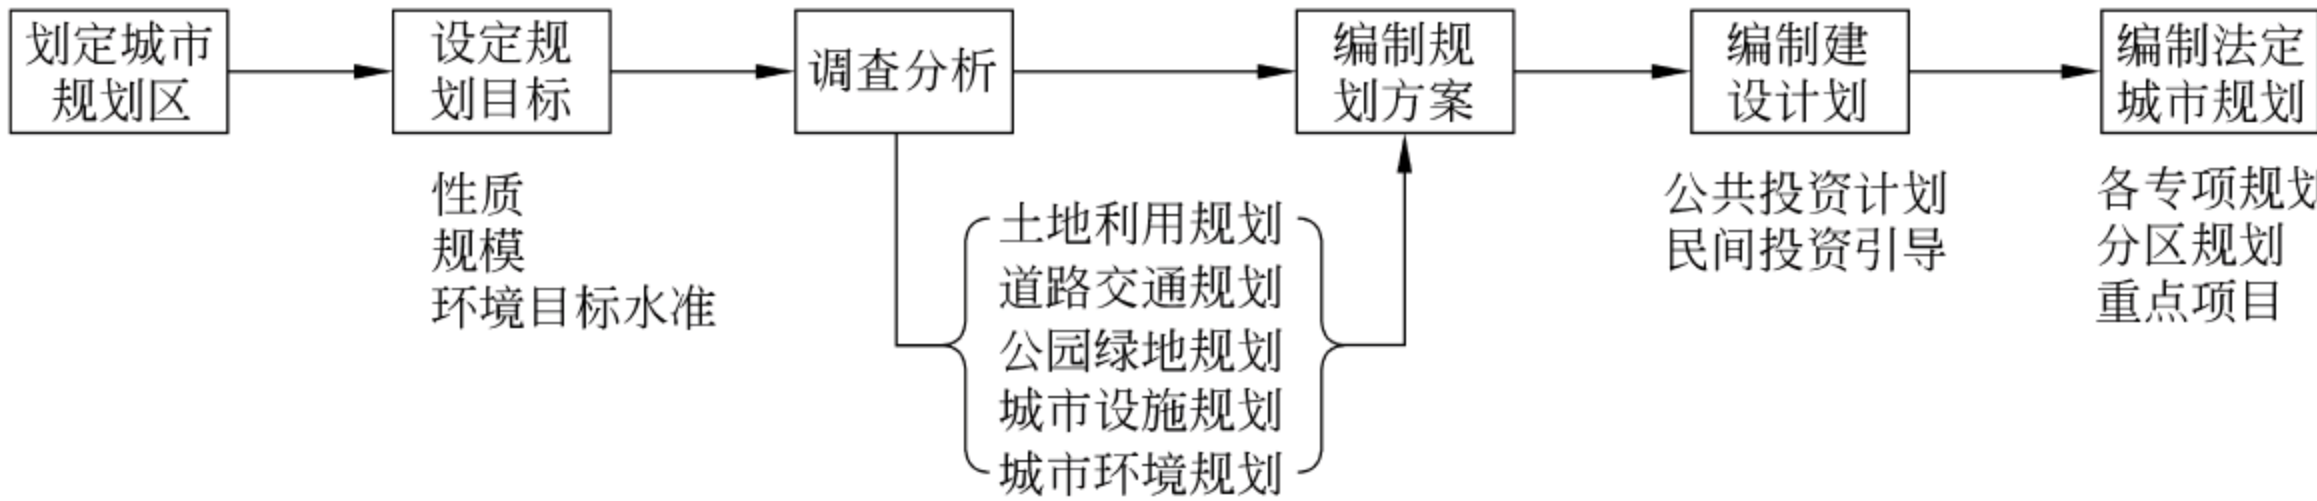 划定城市
规划区
设定规
划目标
调查分析
编制规
划方案
编制建
设计划
编制法定
城市规划
性质
规模
环境目标水准
土地利用规划
道路交通规划
公园绿地规划
城市设施规划
城市环境规划
公共投资计划
民间投资引导
各专项规划
分区规划
重点项目